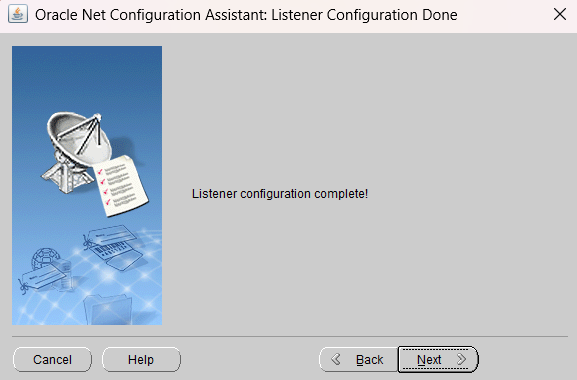 Oracle Net Configuration Assistant: Listener Configuration Done
Listener configuration complete!
Cancel
Help
Back
Next